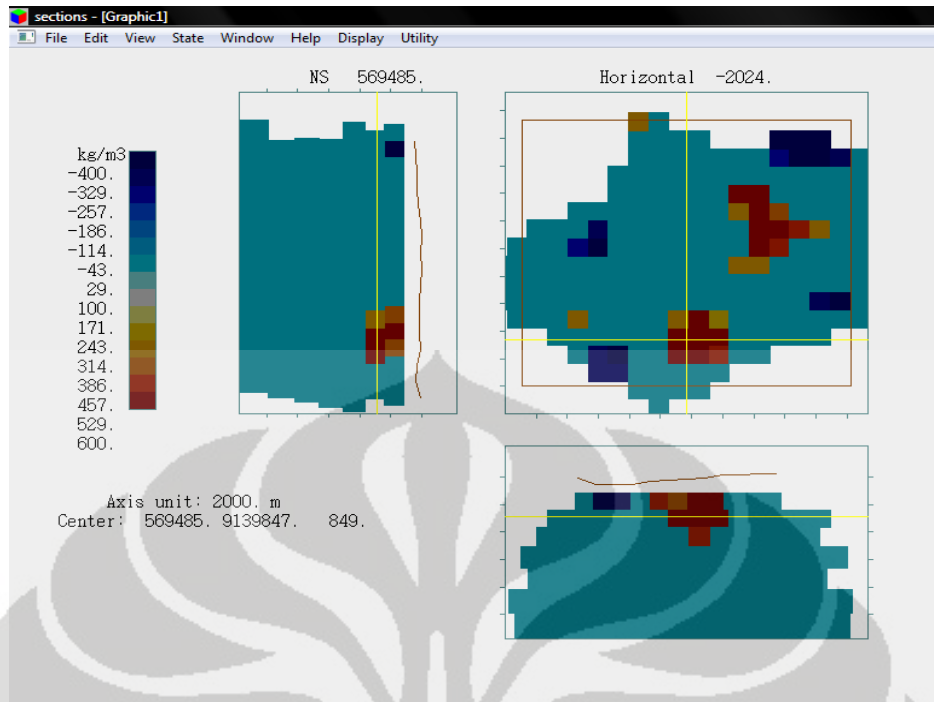 sections - [Graphic1]
File Edit View State Window Help Display Utility
NS 569485.
Horizontal -2024.
kg/m3
-400.
-329.
-257.
-186.
-114.
-43.
29.
100.
171.
243.
314.
386.
457.
529.
600.
Axis unit: 2000. m
Center: 569485. 9139847. 849.